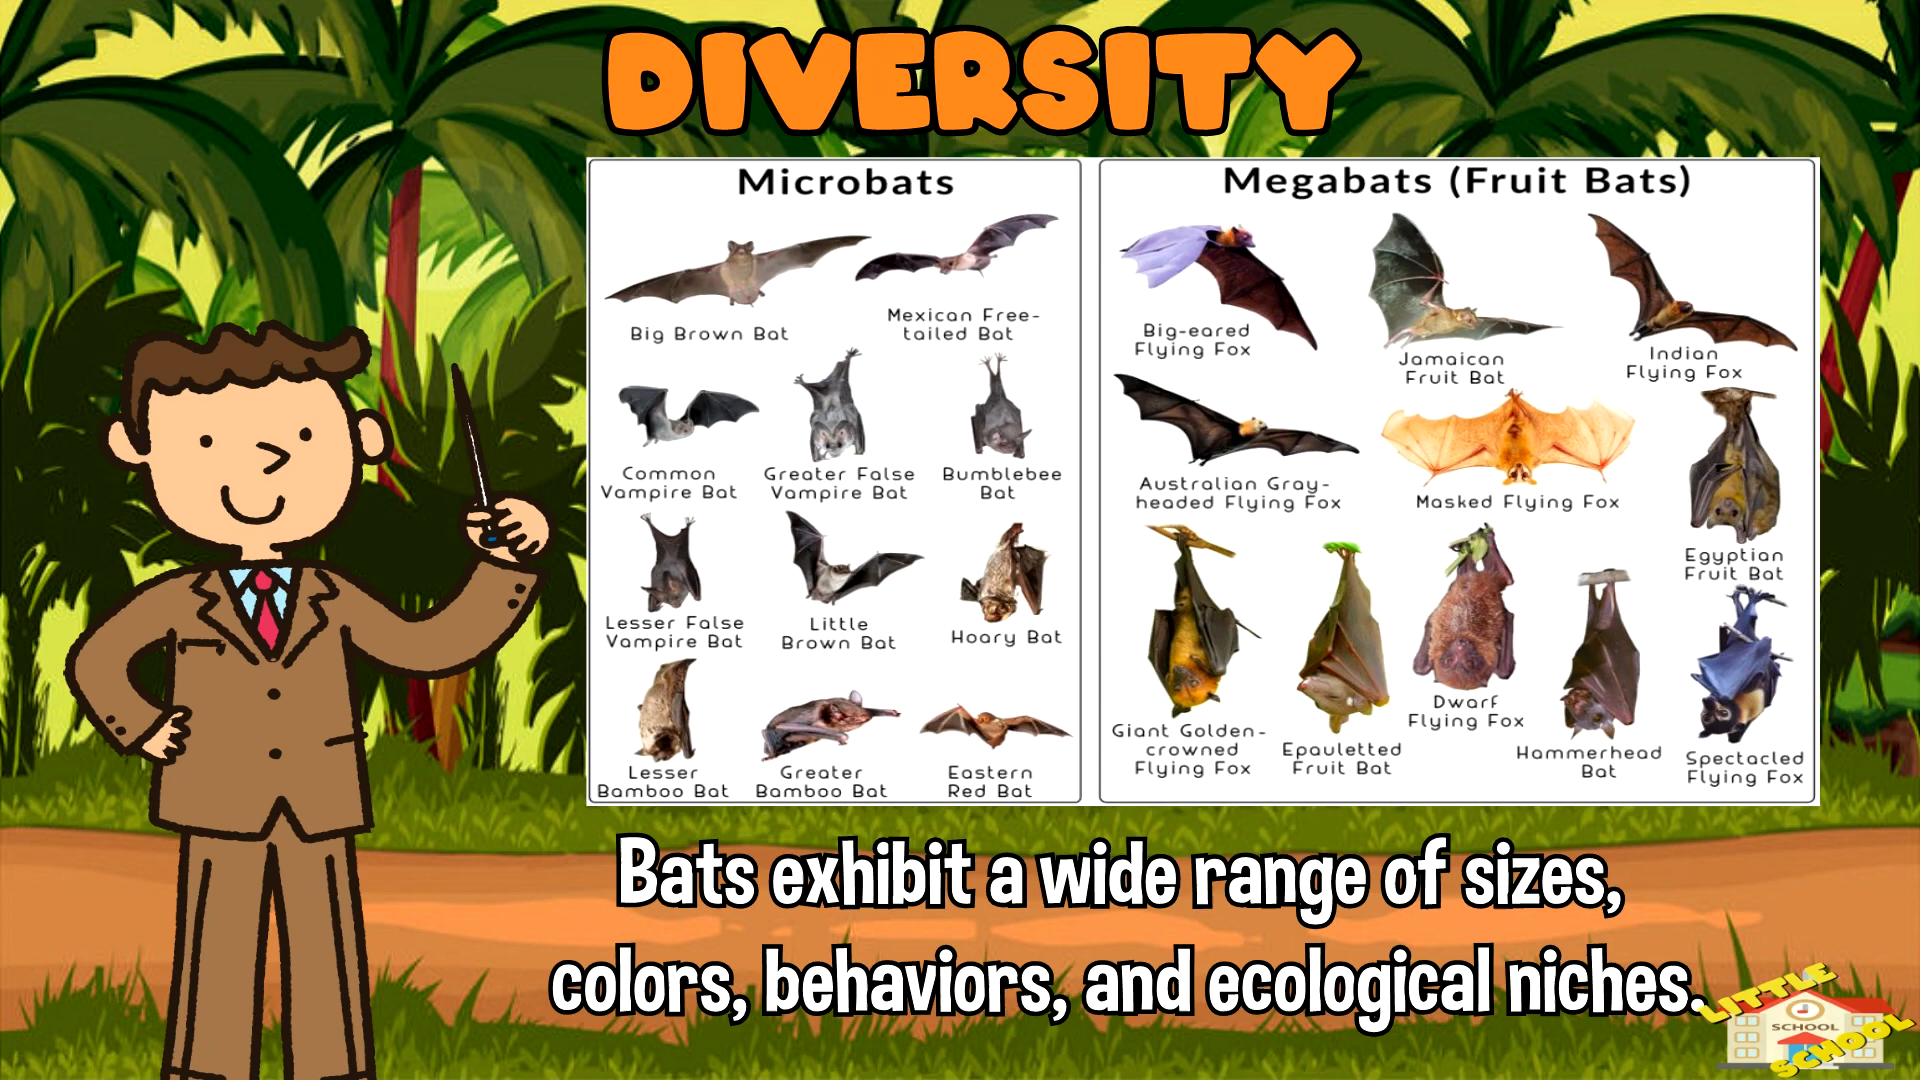 DIVERSITY
Microbats
Big Brown Bat
Mexican Free-
tailed Bat
Common
Vampire Bat
Greater False
Vampire Bat
Bumblebee
Bat
Lesser False
Vampire Bat
Little
Brown Bat
Hoary Bat
Lesser
Bamboo Bat
Greater
Bamboo Bat
Eastern
Red Bat
Megabats (Fruit Bats)
Big-eared
Flying Fox
Jamaican
Fruit Bat
Indian
Flying Fox
Australian Gray-
headed Flying Fox
Masked Flying Fox
Egyptian
Fruit Bat
Giant Golden-
crowned
Flying Fox
Epauletted
Fruit Bat
Dwarf
Flying Fox
Hammerhead
Bat
Spectacled
Flying Fox
Bats exhibit a wide range of sizes,
colors, behaviors, and ecological niches.
LITTLE
SCHOOL
SCHOOL